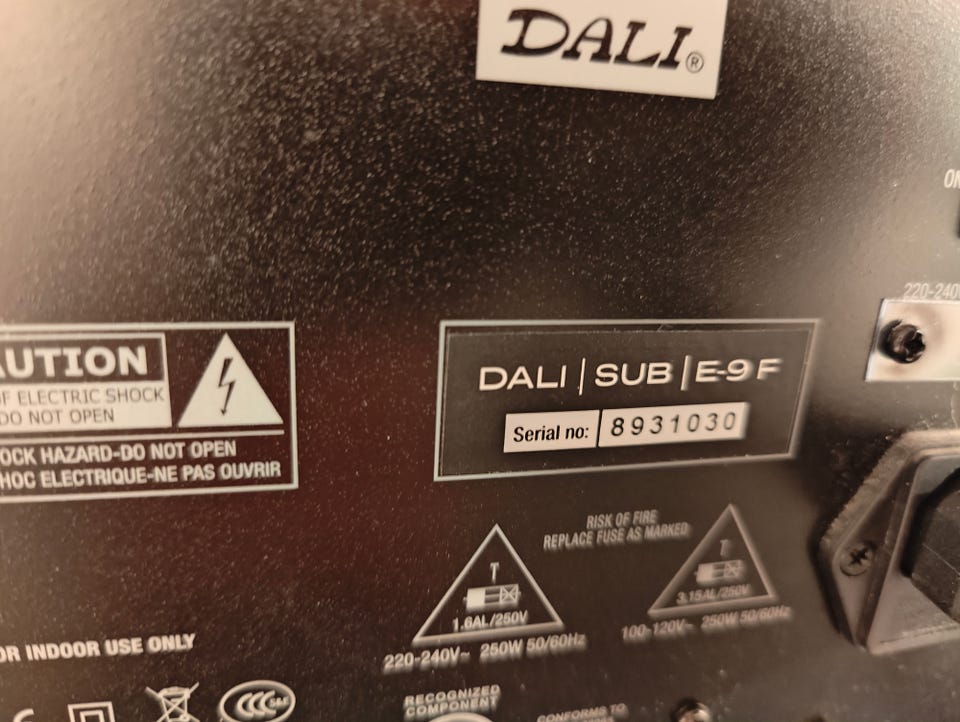 DALI®
ON
220-240
AUTION
F ELECTRIC SHOCK
DO NOT OPEN
OCK HAZARD-DO NOT OPEN
HOC ELECTRIQUE-NE PAS OUVRIR
DALI | SUB | E-9 F
Serial no: 8931030
RISK OF FIRE
REPLACE FUSE AS MARKED
T
1.6AL/250V
220-240V~ 250W 50/60Hz
T
3.15AL/250V
100-120V~ 250W 50/60Hz
OR INDOOR USE ONLY
CCC S&E
RECOGNIZED
COMPONENT
CONFORMS TO